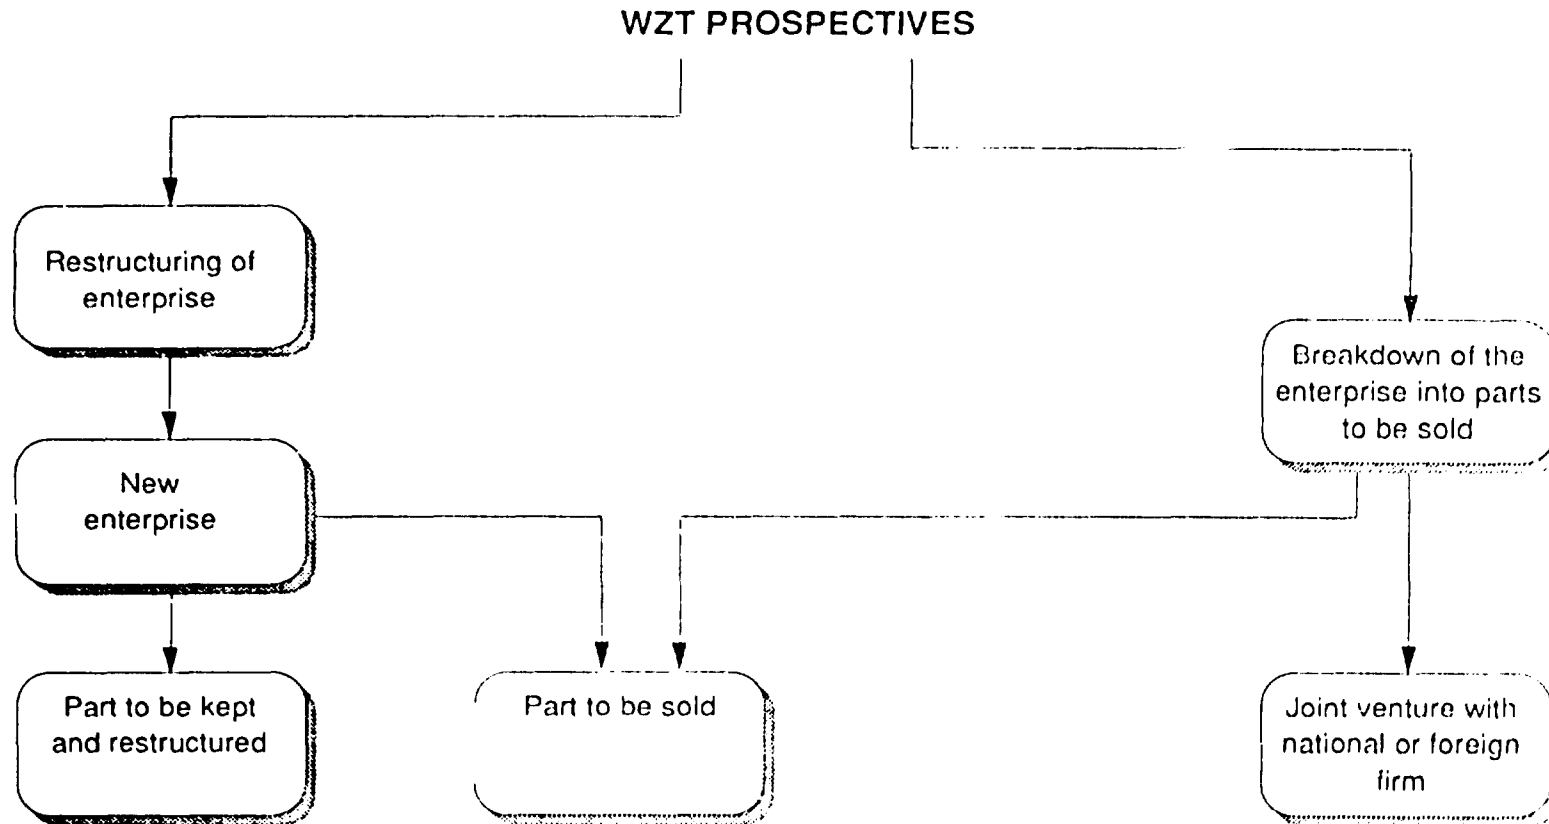 WZT PROSPECTIVES
Restructuring of
enterprise
Breakdown of the
enterprise into parts
to be sold
New
enterprise
Part to be kept
and restructured
Part to be sold
Joint venture with
national or foreign
firm